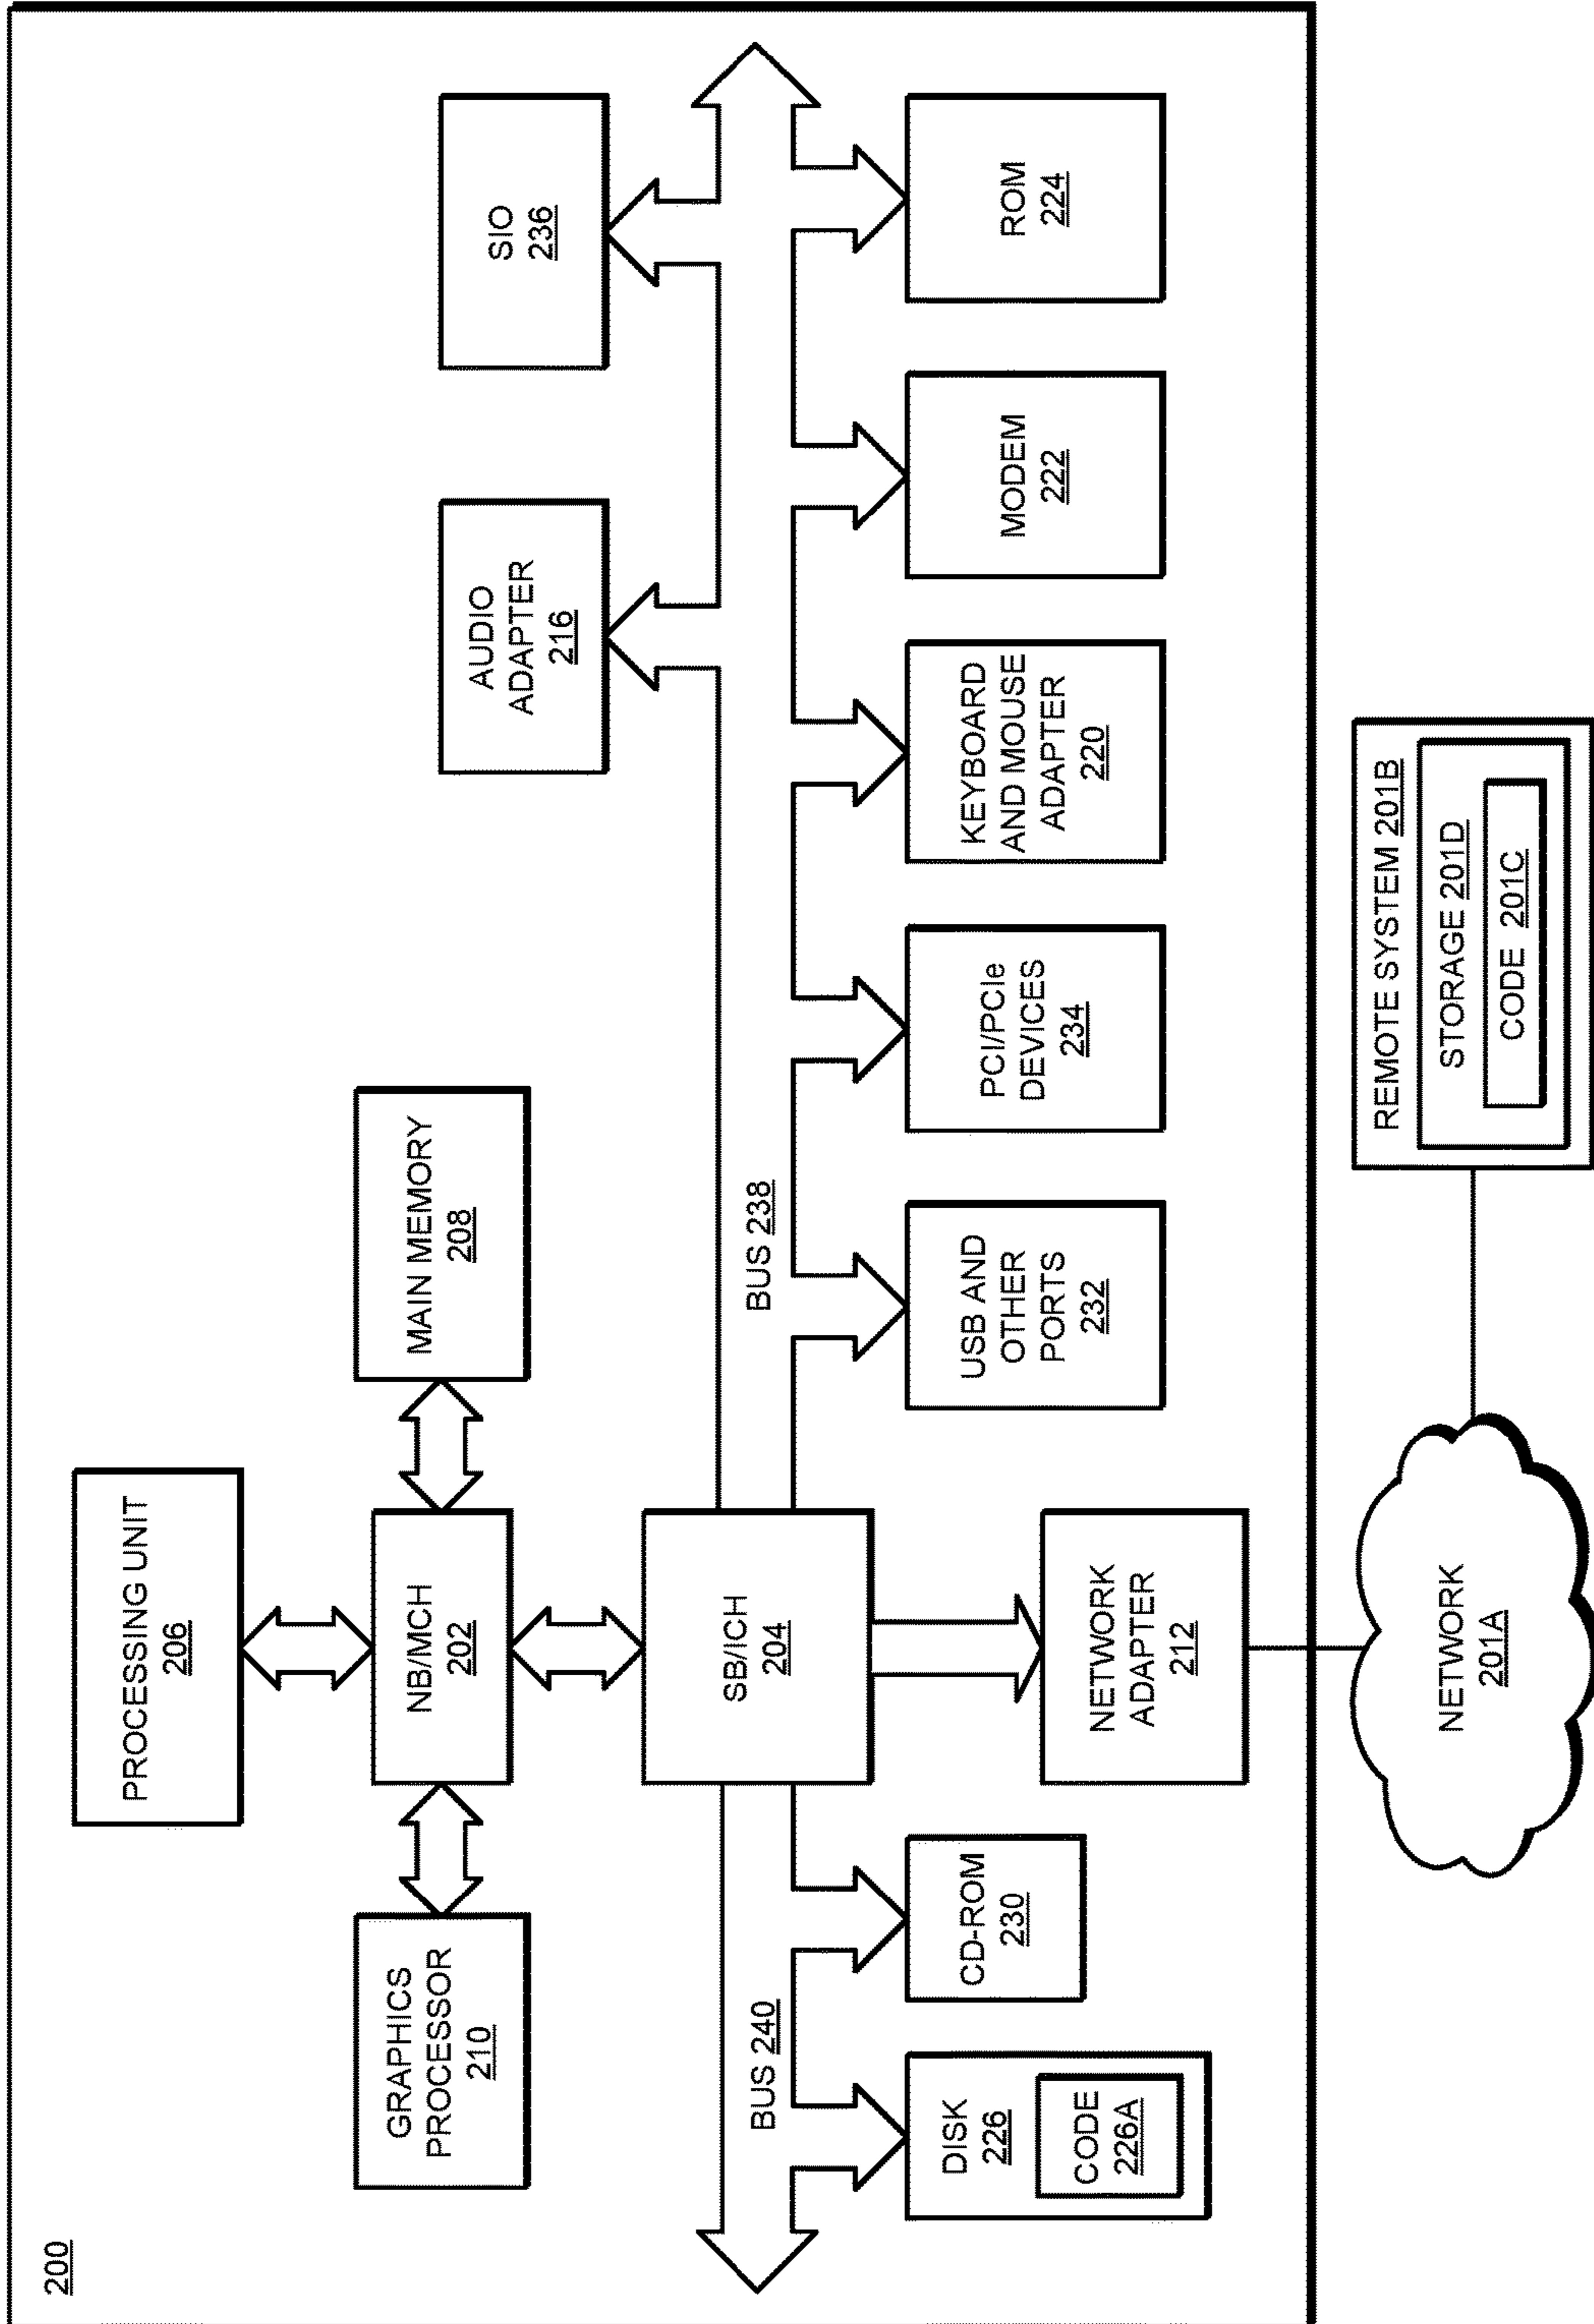 200
PROCESSING UNIT
206
GRAPHICS
PROCESSOR
210
NB/MCH
202
MAIN MEMORY
208
AUDIO
ADAPTER
216
SIO
236
SB/ICH
204
BUS 240
BUS 238
DISK
226
CODE
226A
CD-ROM
230
NETWORK
ADAPTER
212
USB AND
OTHER
PORTS
232
PCI/PCIe
DEVICES
234
KEYBOARD
AND MOUSE
ADAPTER
220
MODEM
222
ROM
224
NETWORK
201A
REMOTE SYSTEM 201B
STORAGE 201D
CODE 201C